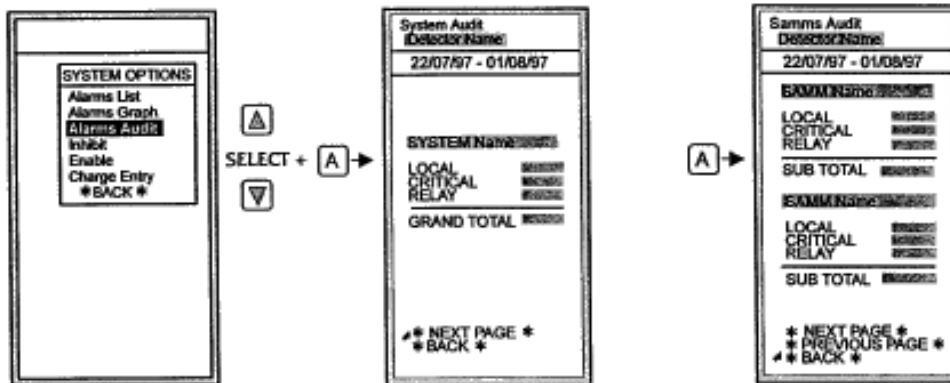 SYSTEM OPTIONS
Alarms List
Alarms Graph
Alarms Audit
Inhibit
Enable
Charge Entry
* BACK *
SELECT + A
System Audit
Detector Name
22/07/97 - 01/08/97
SYSTEM Name
LOCAL
CRITICAL
RELAY
GRAND TOTAL
* NEXT PAGE *
* BACK *
A
Samms Audit
Detector Name
22/07/97 - 01/08/97
SAMM Name
LOCAL
CRITICAL
RELAY
SUB TOTAL
SAMM Name
LOCAL
CRITICAL
RELAY
SUB TOTAL
* NEXT PAGE *
* PREVIOUS PAGE *
* BACK *